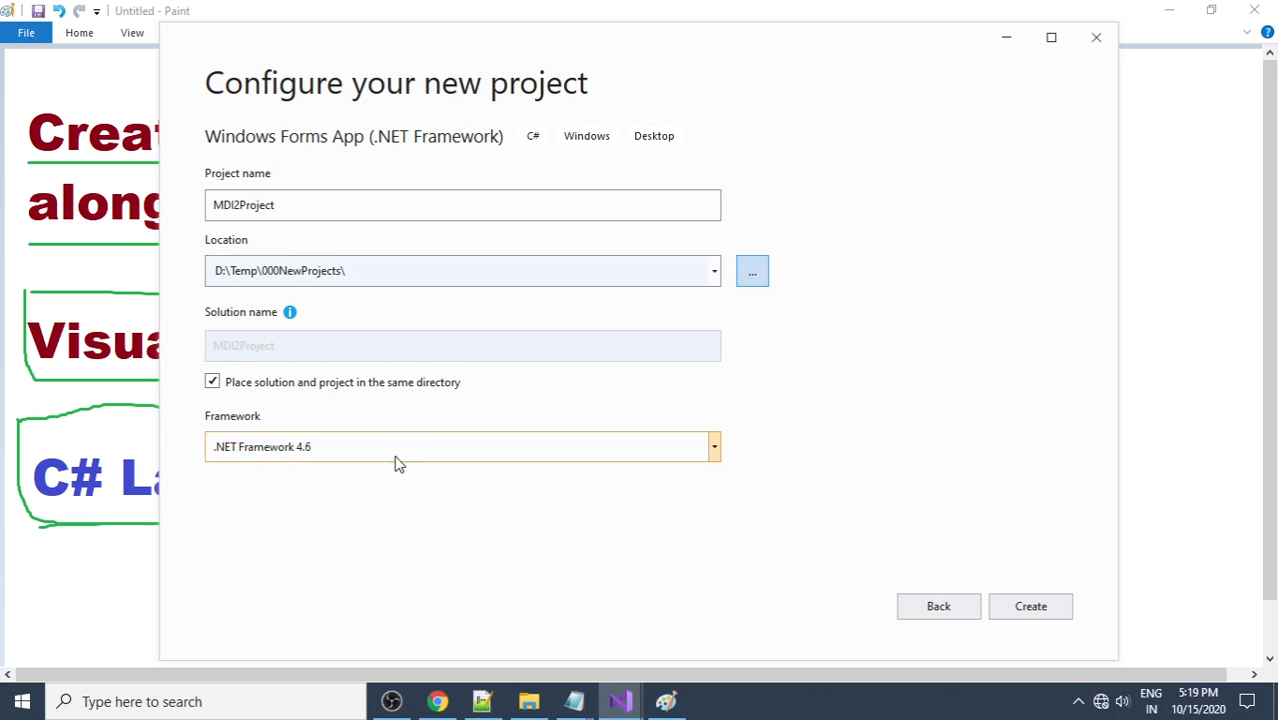 Untitled - Paint
File
Home
View
Configure your new project
Windows Forms App (.NET Framework)
C#
Windows
Desktop
Project name
MDI2Project
Location
D:\Temp\000NewProjects\
...
Solution name
MDI2Project
Place solution and project in the same directory
Framework
.NET Framework 4.6
Back
Create
Creat
along
Visua
C# La
Type here to search
ENG
IN
5:19 PM
10/15/2020